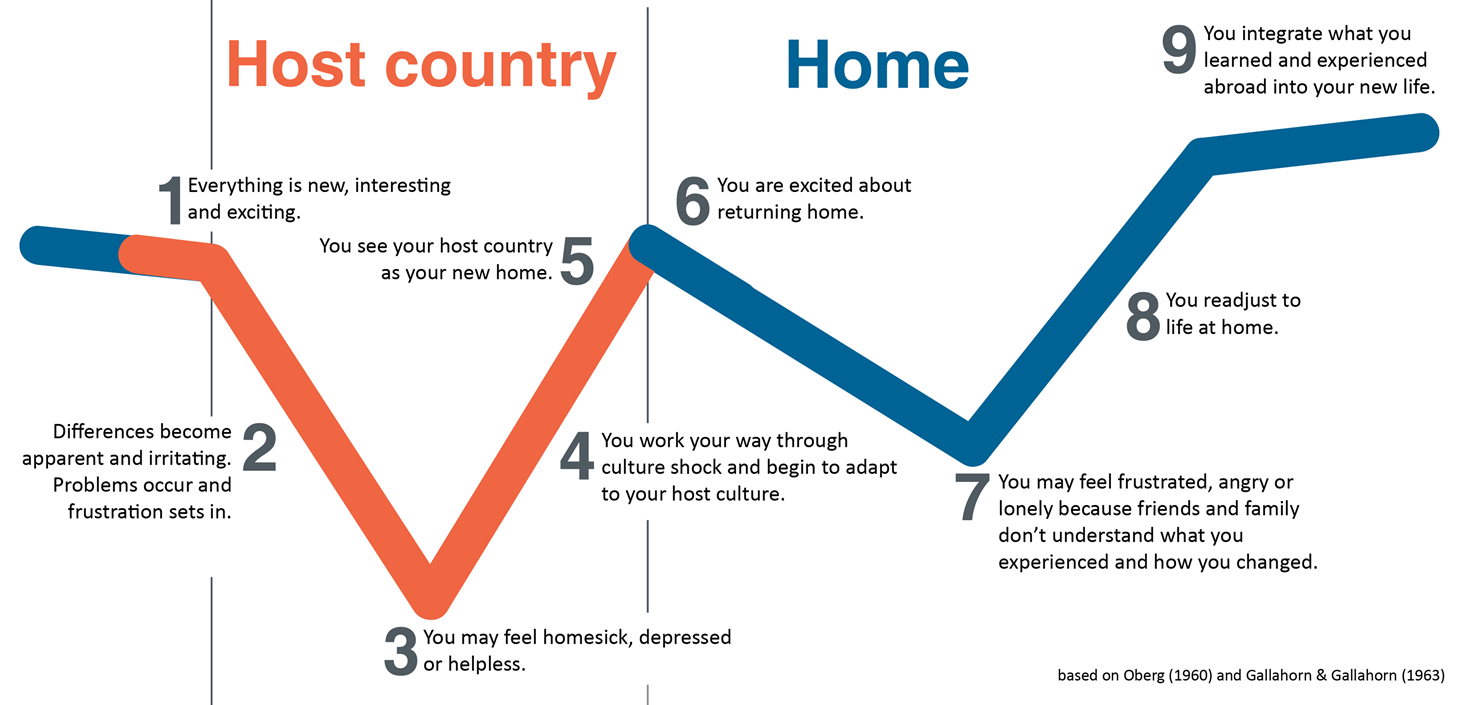 Host country
Home
1
Everything is new, interesting
and exciting.
Differences become
apparent and irritating.
Problems occur and
frustration sets in.
2
3
You may feel homesick, depressed
or helpless.
4
You work your way through
culture shock and begin to adapt
to your host culture.
You see your host country
as your new home.
5
6
You are excited about
returning home.
7
You may feel frustrated, angry or
lonely because friends and family
don’t understand what you
experienced and how you changed.
8
You readjust to
life at home.
9
You integrate what you
learned and experienced
abroad into your new life.
based on Oberg (1960) and Gallahorn & Gallahorn (1963)